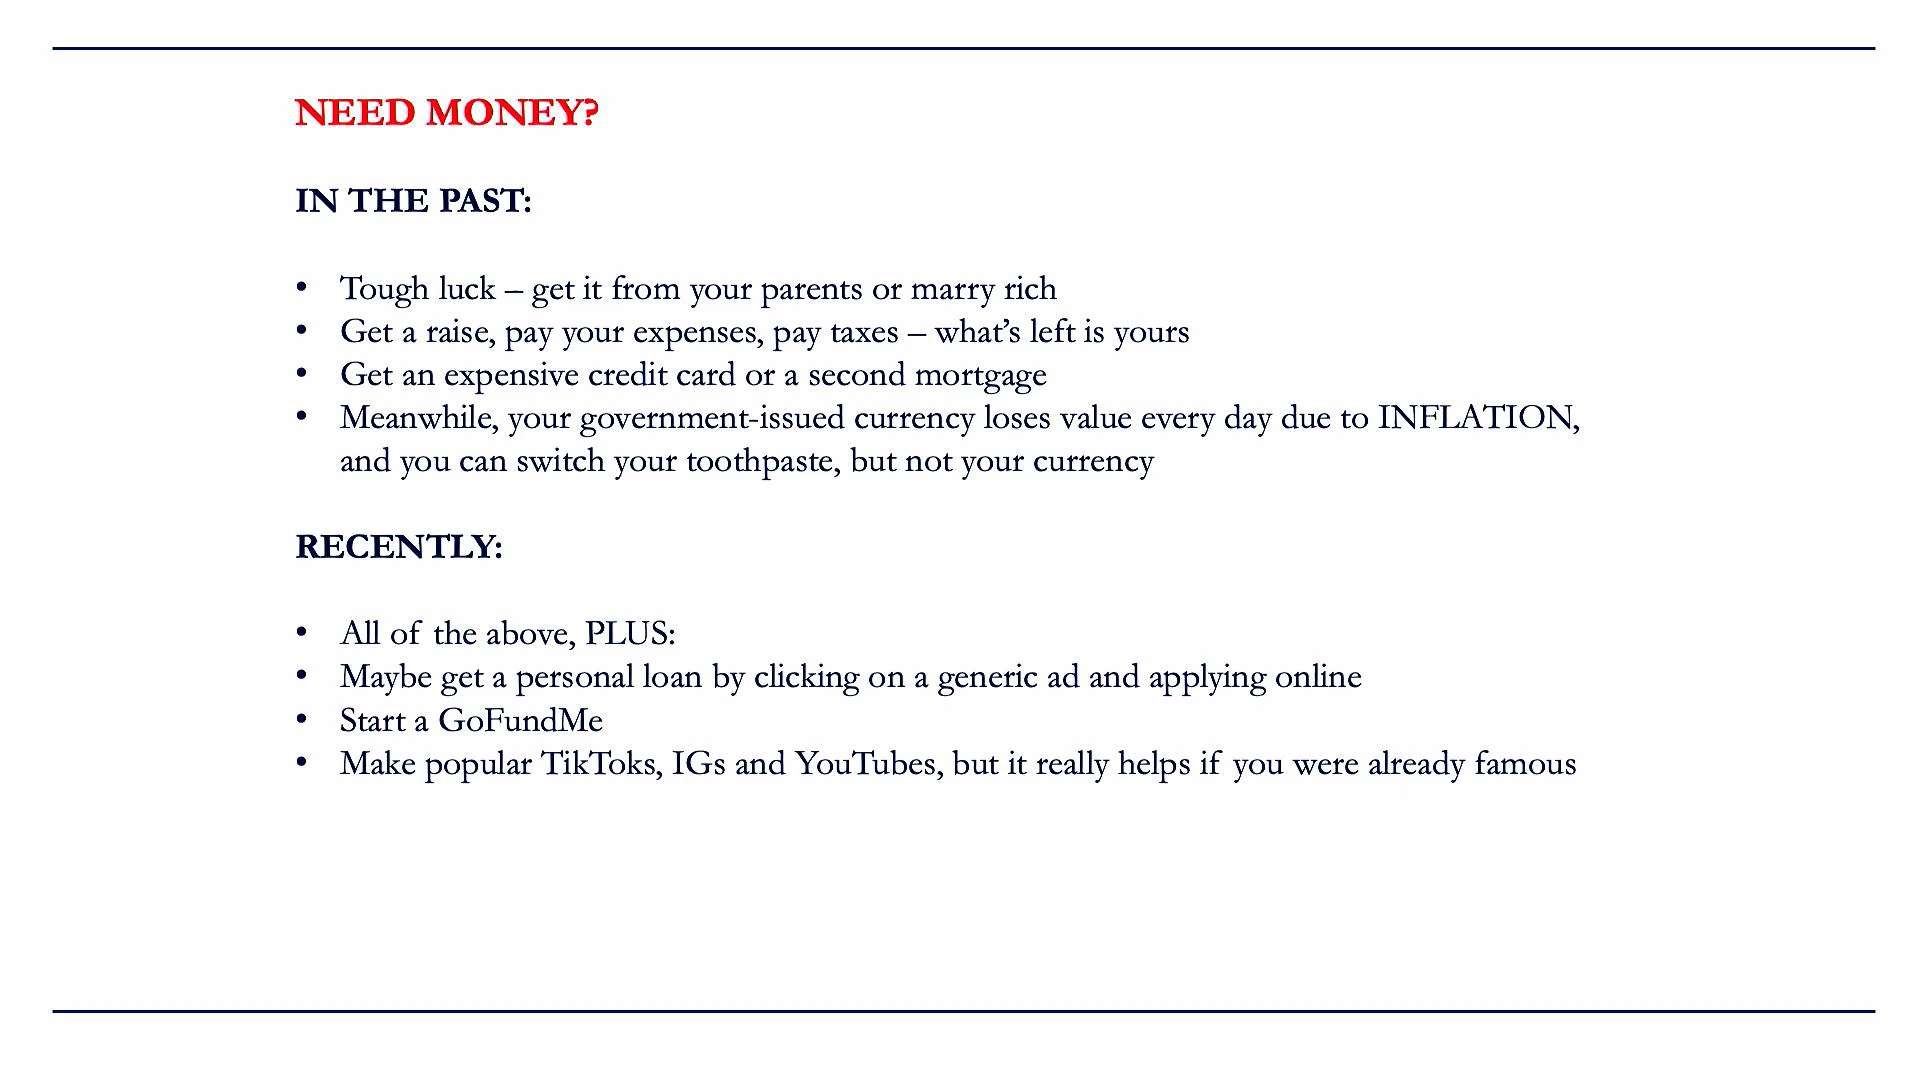 NEED MONEY?
IN THE PAST:
• Tough luck – get it from your parents or marry rich
• Get a raise, pay your expenses, pay taxes – what’s left is yours
• Get an expensive credit card or a second mortgage
• Meanwhile, your government-issued currency loses value every day due to INFLATION,
and you can switch your toothpaste, but not your currency
RECENTLY:
• All of the above, PLUS:
• Maybe get a personal loan by clicking on a generic ad and applying online
• Start a GoFundMe
• Make popular TikToks, IGs and YouTubes, but it really helps if you were already famous